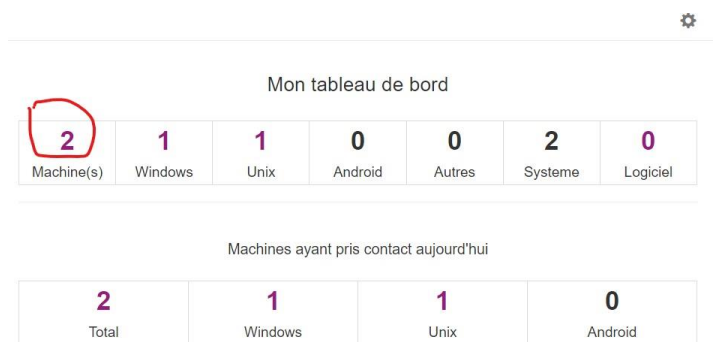 Mon tableau de bord
2 1 1 0 0 2 0
Machine(s) Windows Unix Android Autres Systeme Logiciel
Machines ayant pris contact aujourd'hui
2 1 1 0
Total Windows Unix Android